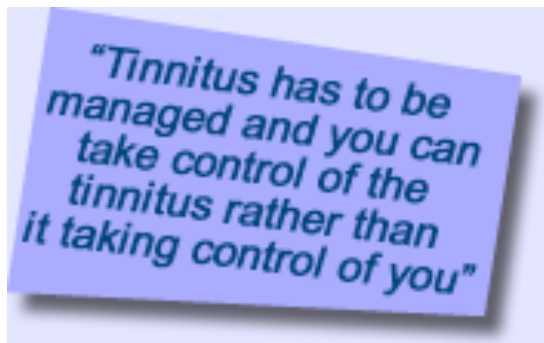 “Tinnitus has to be
managed and you can
take control of the
tinnitus rather than
it taking control of you”